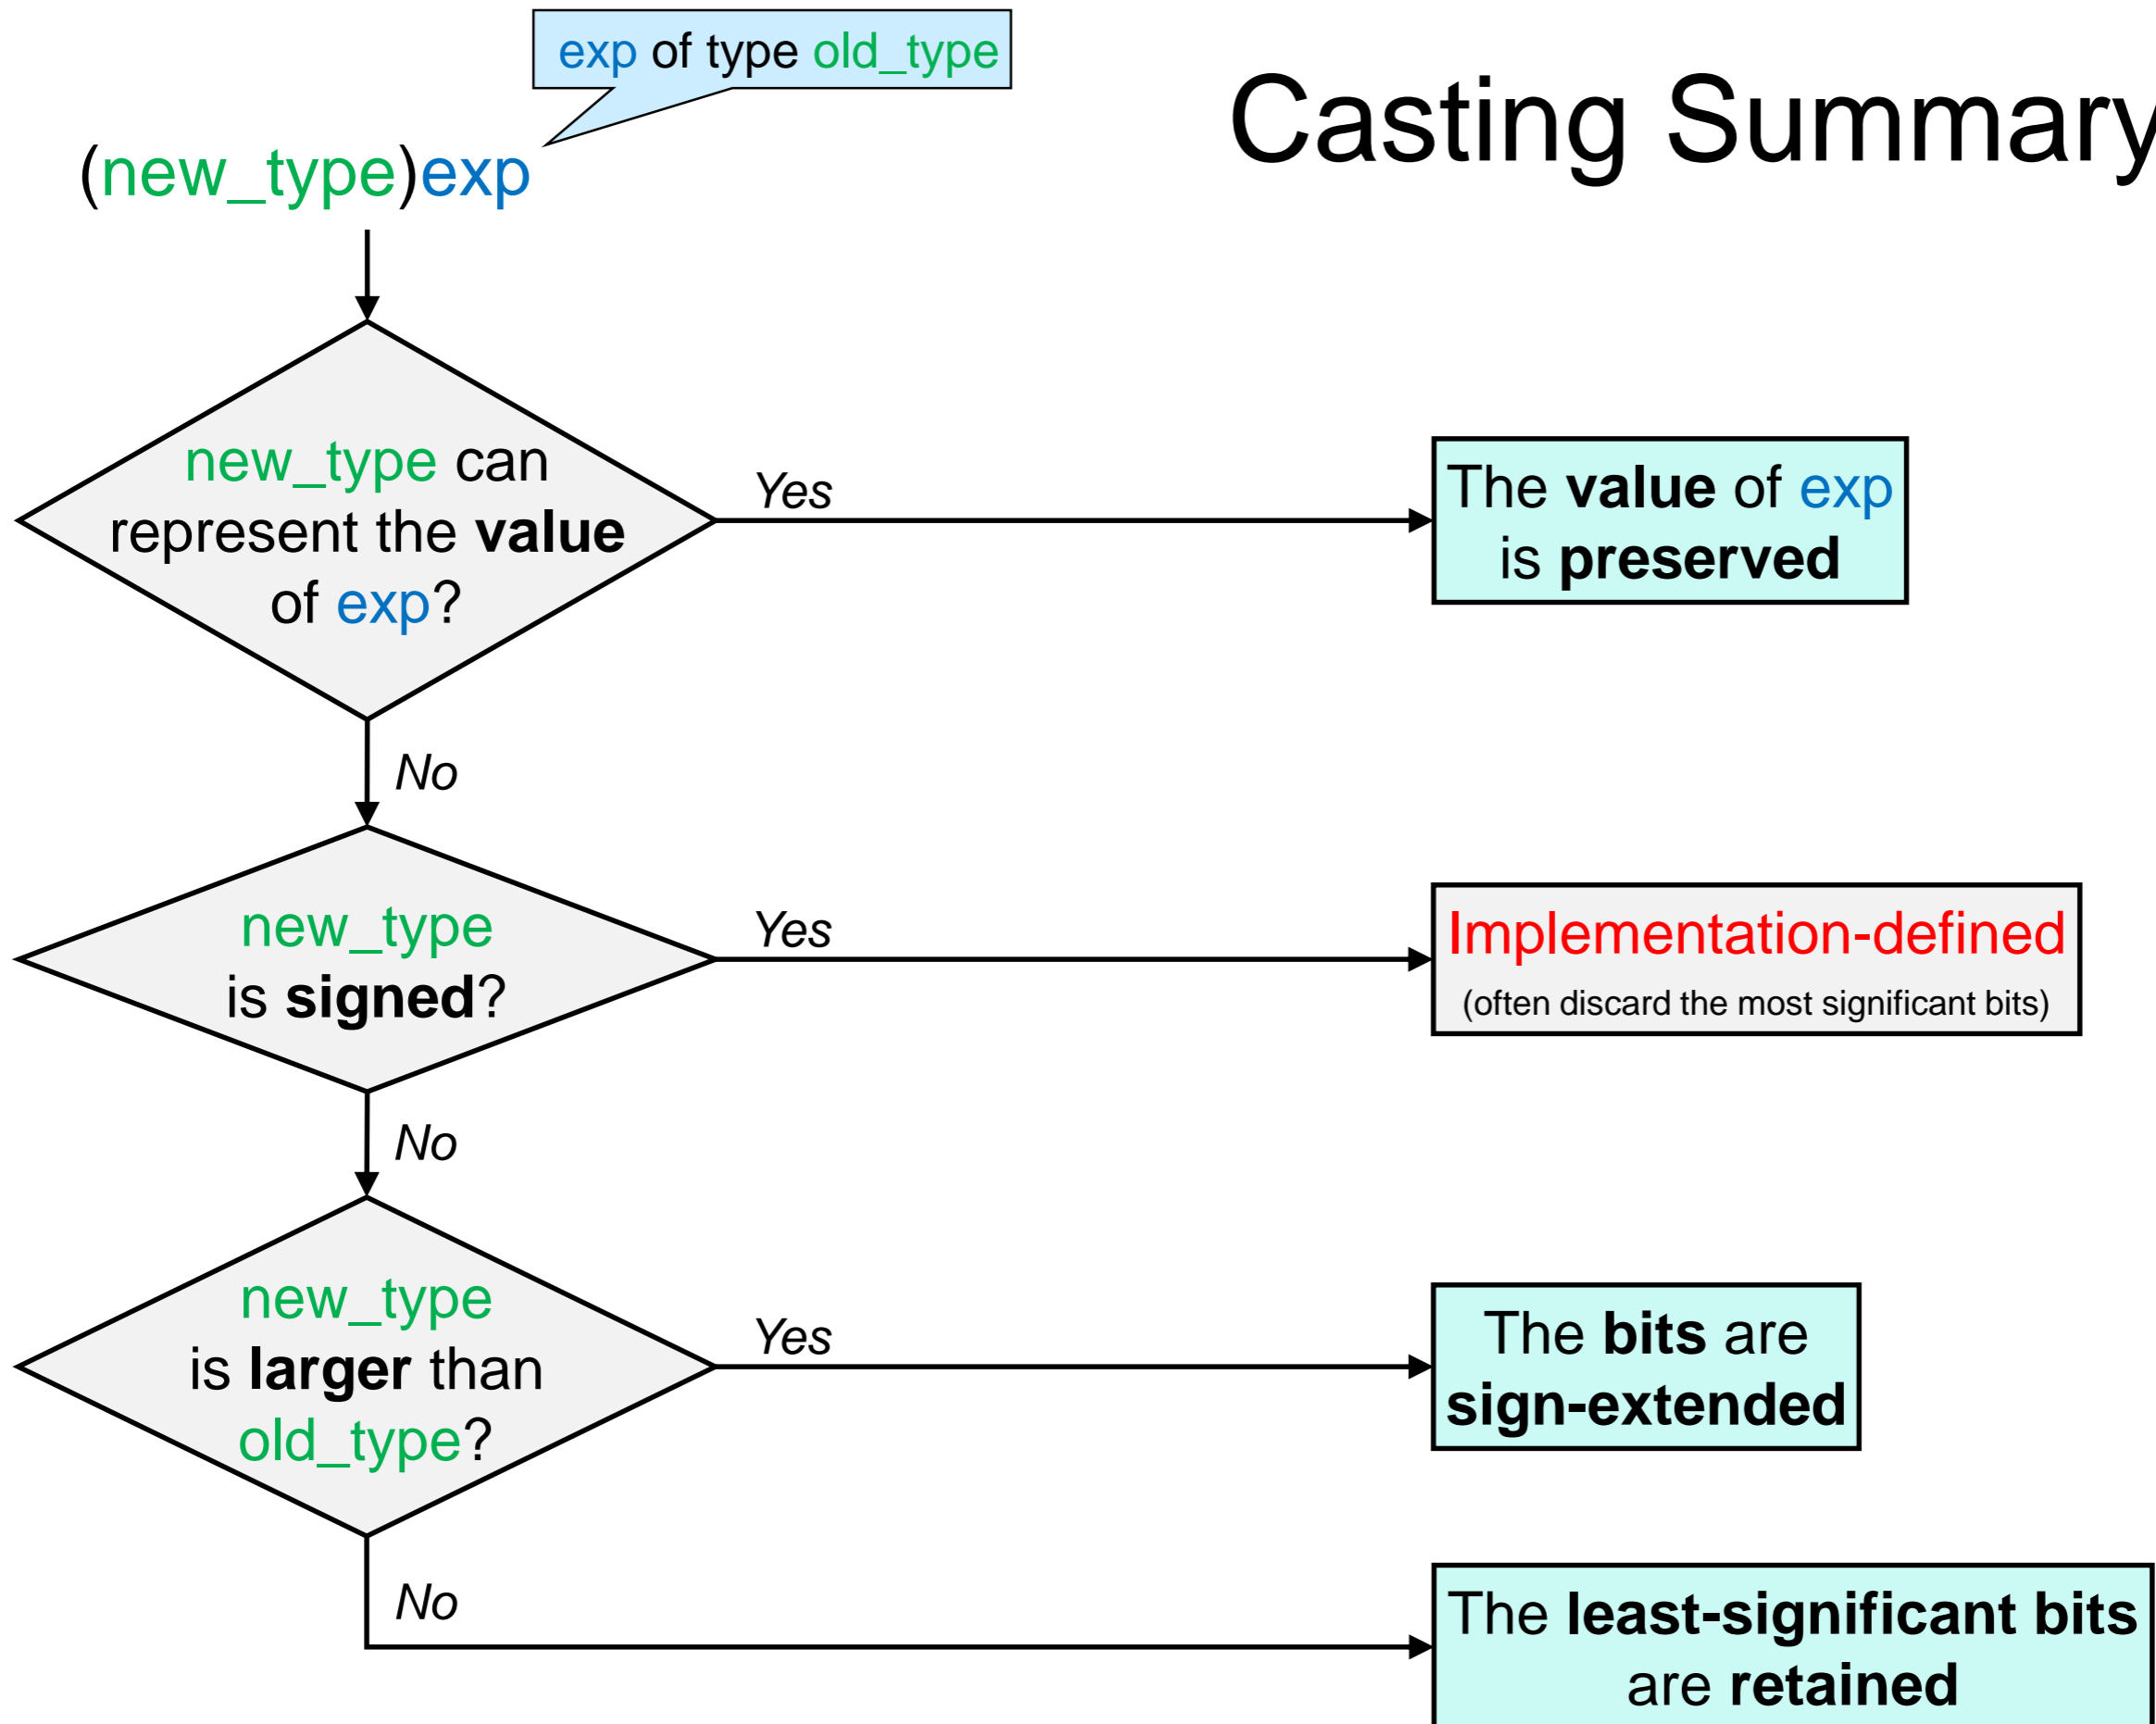 exp of type old_type
Casting Summary
(new_type)exp
new_type can
represent the value
of exp?
Yes
The value of exp
is preserved
No
new_type
is signed?
Yes
Implementation-defined
(often discard the most significant bits)
No
new_type
is larger than
old_type?
Yes
The bits are
sign-extended
No
The least-significant bits
are retained